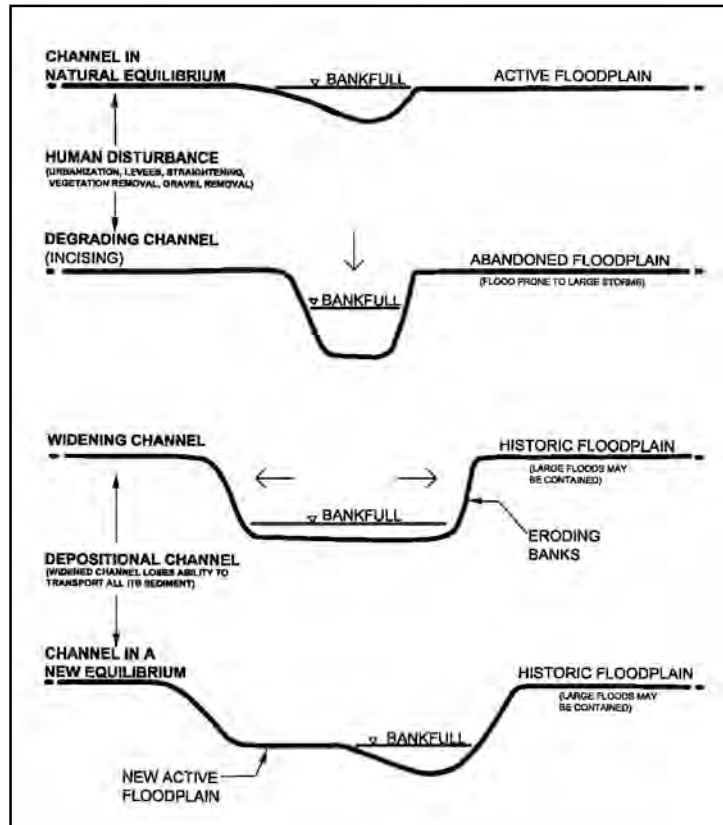 CHANNEL IN
NATURAL EQUILIBRIUM
BANKFULL
ACTIVE FLOODPLAIN
HUMAN DISTURBANCE
(URBANIZATION, LEVEES, STRAIGHTENING,
VEGETATION REMOVAL, GRAVEL REMOVAL)
DEGRADING CHANNEL
(INCISING)
BANKFULL
ABANDONED FLOODPLAIN
(FLOOD PRONE TO LARGE STORMS)
WIDENING CHANNEL
BANKFULL
HISTORIC FLOODPLAIN
(LARGE FLOODS MAY
BE CONTAINED)
ERODING
BANKS
DEPOSITIONAL CHANNEL
(WIDENED CHANNEL LOSES ABILITY TO
TRANSPORT ALL ITS SEDIMENT)
CHANNEL IN A
NEW EQUILIBRIUM
BANKFULL
HISTORIC FLOODPLAIN
(LARGE FLOODS MAY
BE CONTAINED)
NEW ACTIVE
FLOODPLAIN